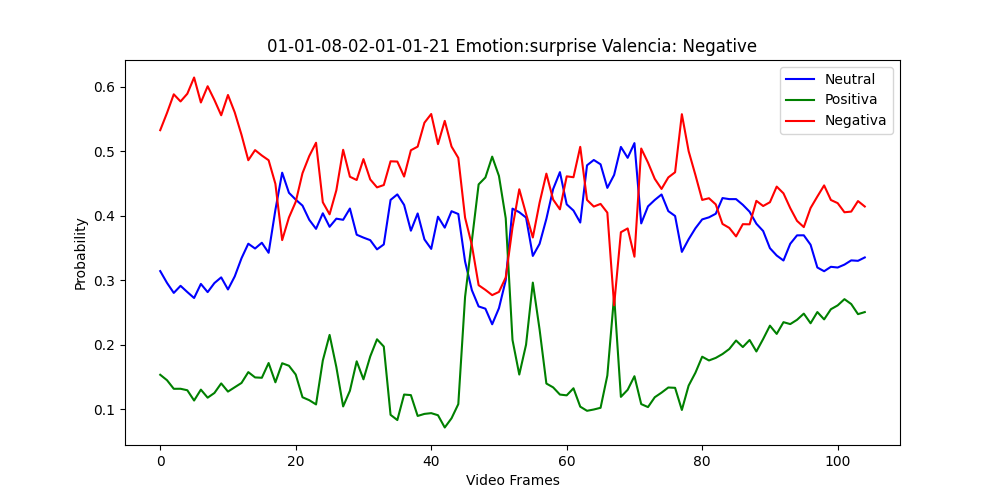 01-01-08-02-01-01-21 Emotion:surprise Valencia: Negative
Neutral
Positiva
Negativa
Probability
0.6
0.5
0.4
0.3
0.2
0.1
0 20 40 60 80 100
Video Frames